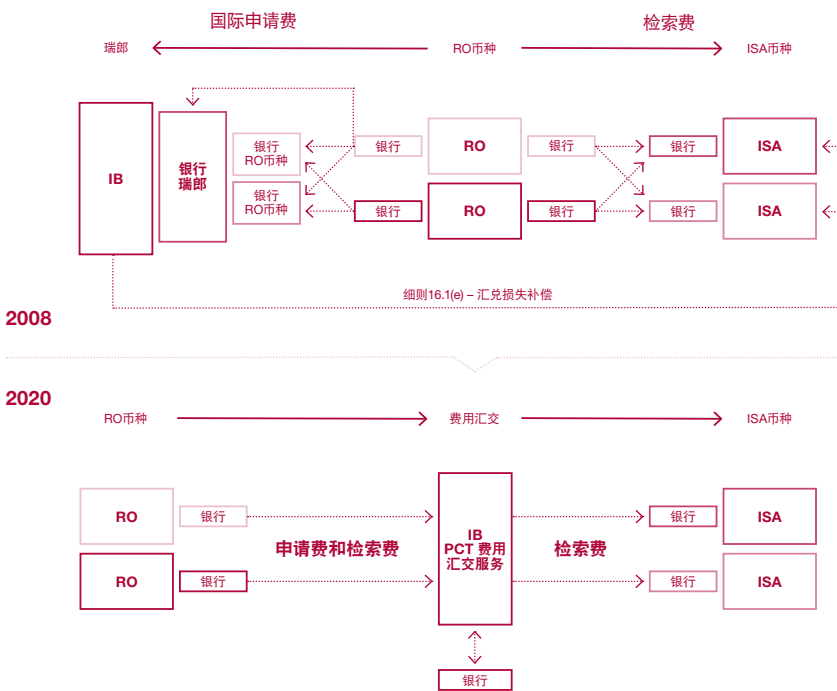 国际申请费
检索费
瑞郎
RO币种
ISA币种
IB
银行
瑞郎
银行
RO币种
银行
RO币种
银行
银行
RO
RO
银行
银行
银行
银行
ISA
ISA
细则16.1(e) – 汇兑损失补偿
2008
2020
RO币种
费用汇交
ISA币种
RO
银行
RO
银行
申请费和检索费
IB
PCT 费用
汇交服务
检索费
银行
ISA
银行
ISA
银行